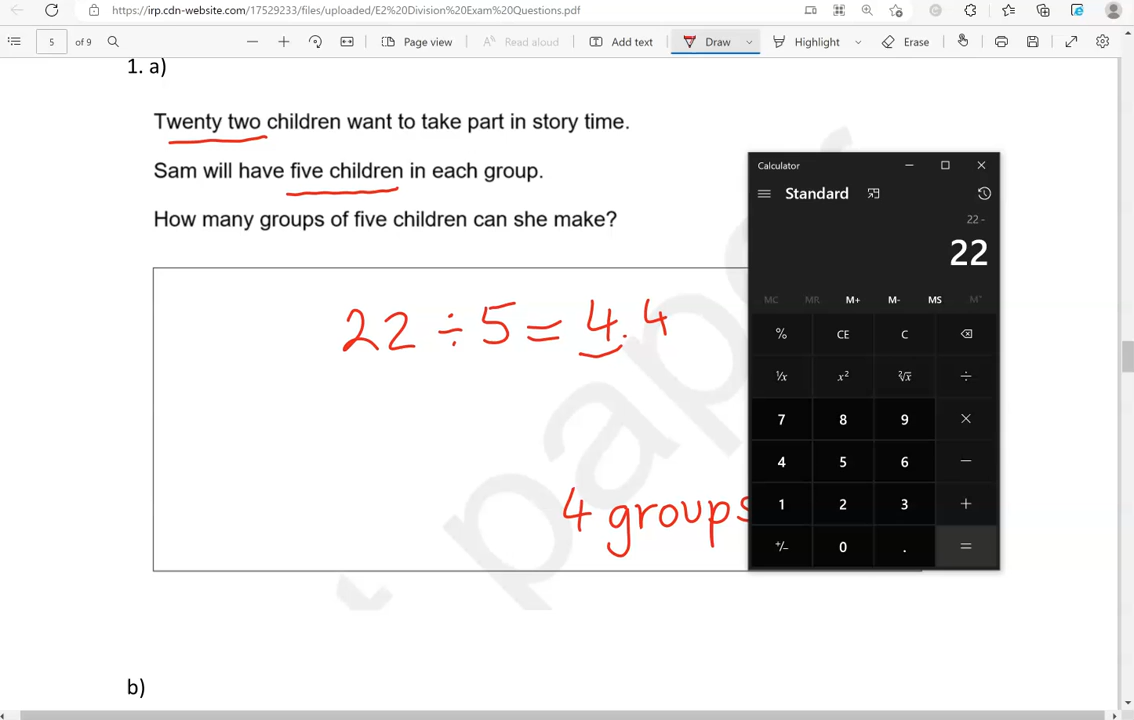 https://irp.cdn-website.com/17529233/files/uploaded/E2%20Division%20Exam%20Questions.pdf
5 of 9 Page view Read aloud Add text Draw Highlight Erase
1. a)
Twenty two children want to take part in story time.
Sam will have five children in each group.
How many groups of five children can she make?
22 ÷ 5 = 4.4
4 groups
b)
Calculator
Standard
22 -
22
MC MR M+ M- MS M˅
% CE C
¹/x x² ²√x ÷
7 8 9 ×
4 5 6 −
1 2 3 +
+/− 0 . =